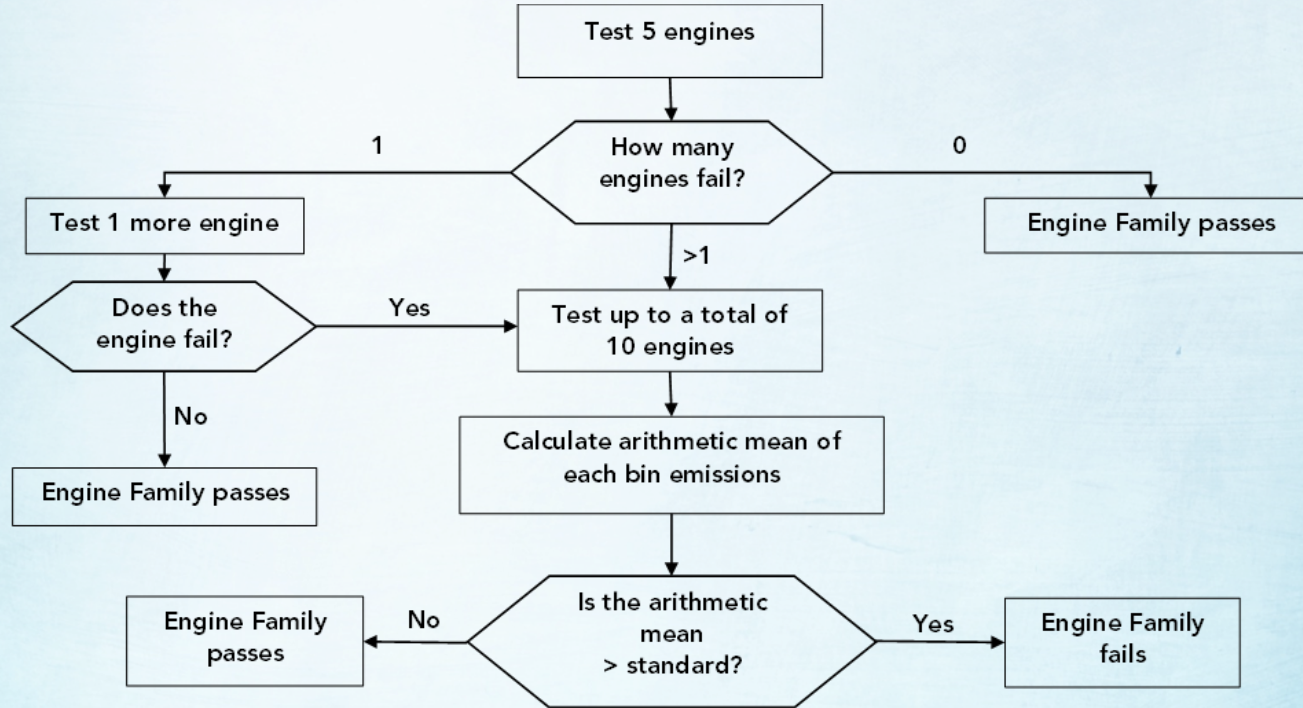 Test 5 engines
How many
engines fail?
1
0
Test 1 more engine
Engine Family passes
>1
Does the
engine fail?
Yes
Test up to a total of
10 engines
No
Calculate arithmetic mean of
each bin emissions
Engine Family passes
Is the arithmetic
mean
> standard?
No
Engine Family
passes
Yes
Engine Family
fails